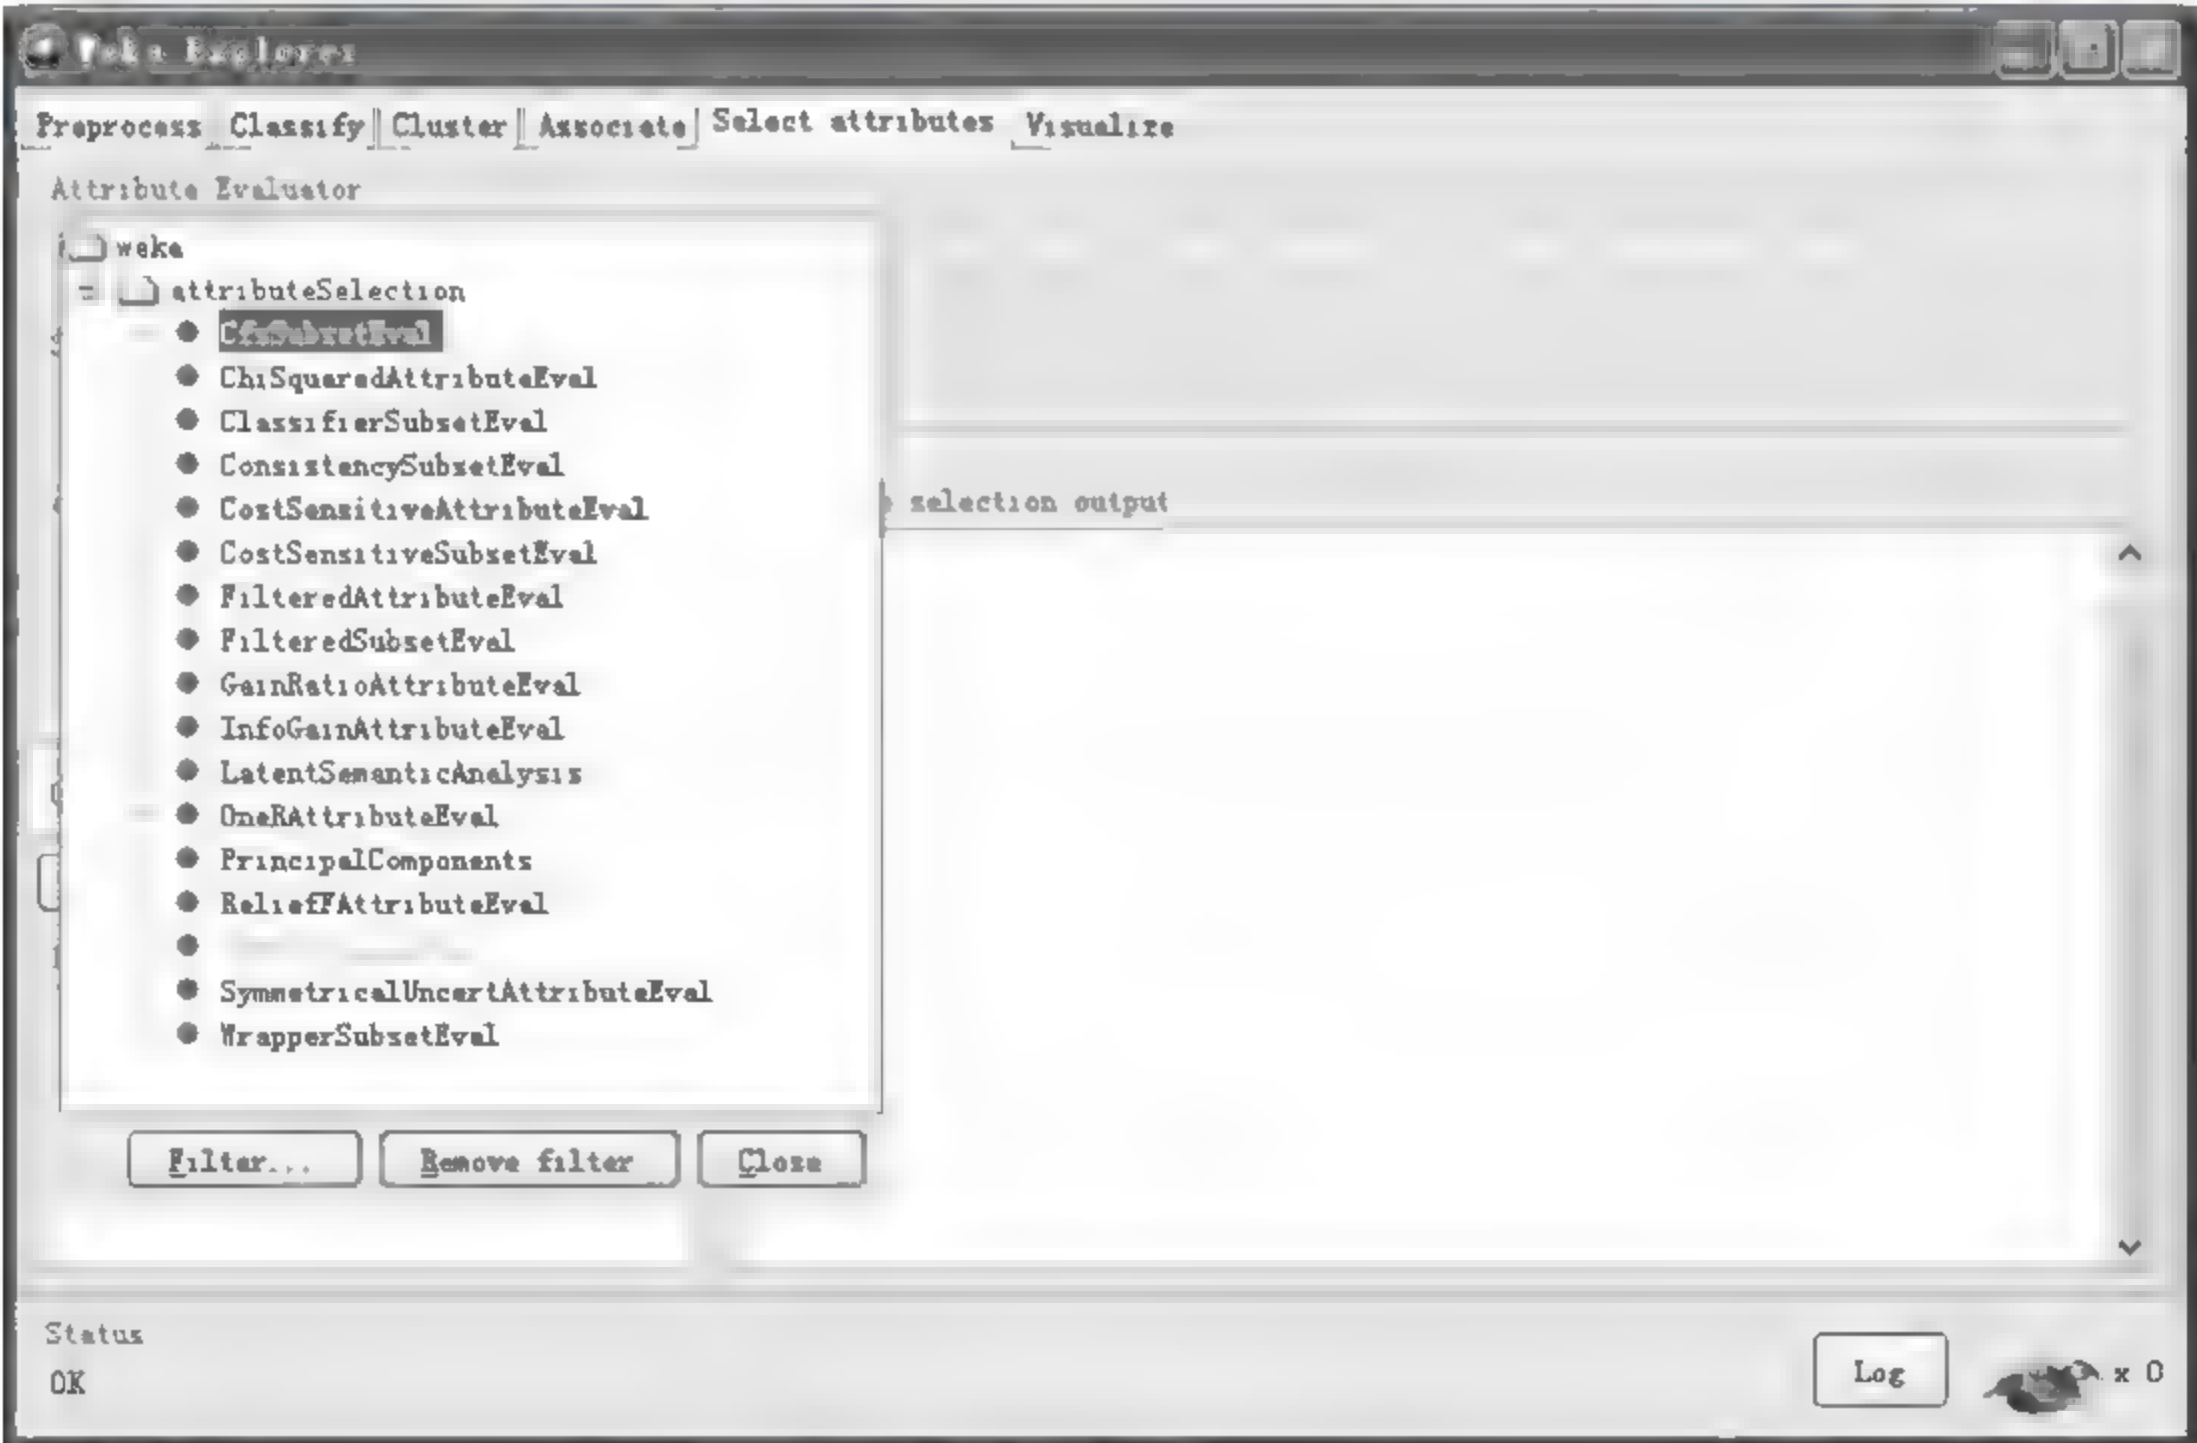 Weka Explorer
Preprocess Classify Cluster Associate Select attributes Visualize
Attribute Evaluator
weka
attributeSelection
CfsSubsetEval
ChiSquaredAttributeEval
ClassifierSubsetEval
ConsistencySubsetEval
CostSensitiveAttributeEval
CostSensitiveSubsetEval
selection output
FilteredAttributeEval
FilteredSubsetEval
GainRatioAttributeEval
InfoGainAttributeEval
LatentSemanticAnalysis
OneRAttributeEval
PrincipalComponents
ReliefFAttributeEval
SymmetricalUncertAttributeEval
WrapperSubsetEval
Filter... Remove filter Close
Status
OK
Log x 0